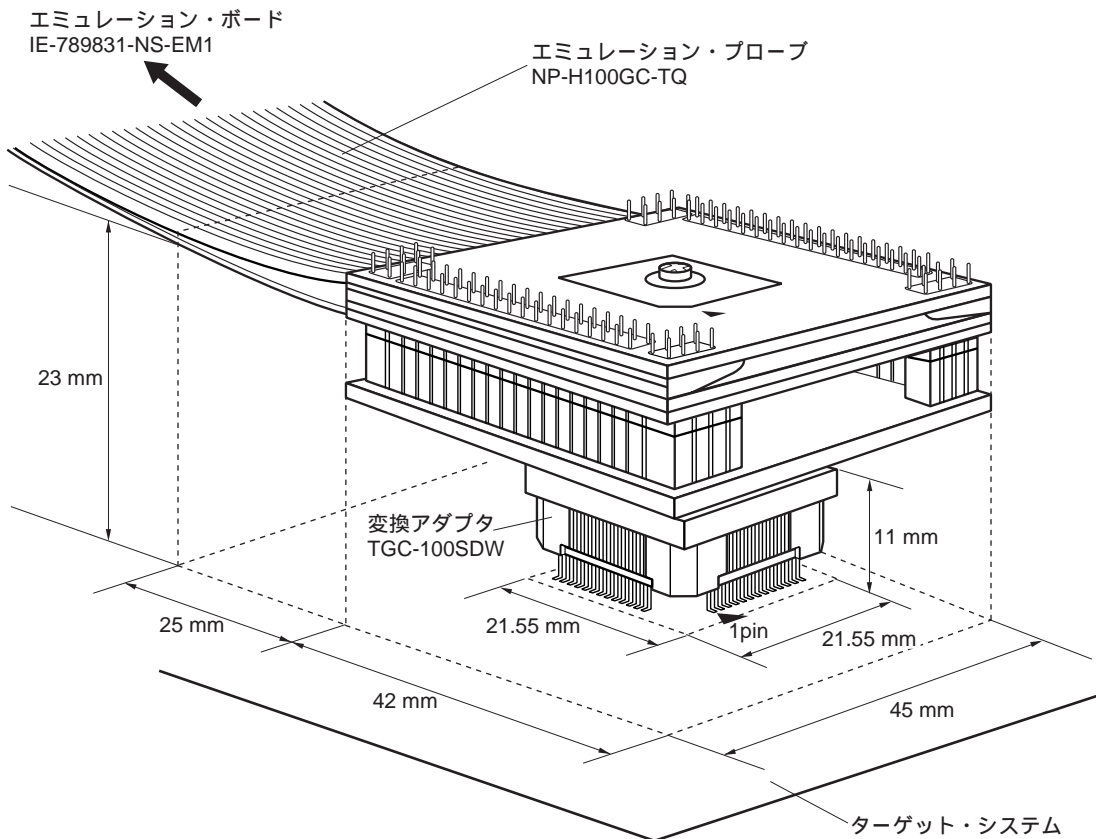 エミュレーション・ボード
IE-789831-NS-EM1
エミュレーション・プローブ
NP-H100GC-TQ
23 mm
変換アダプタ
TGC-100SDW
11 mm
25 mm
21.55 mm
1pin
21.55 mm
42 mm
45 mm
ターゲット・システム